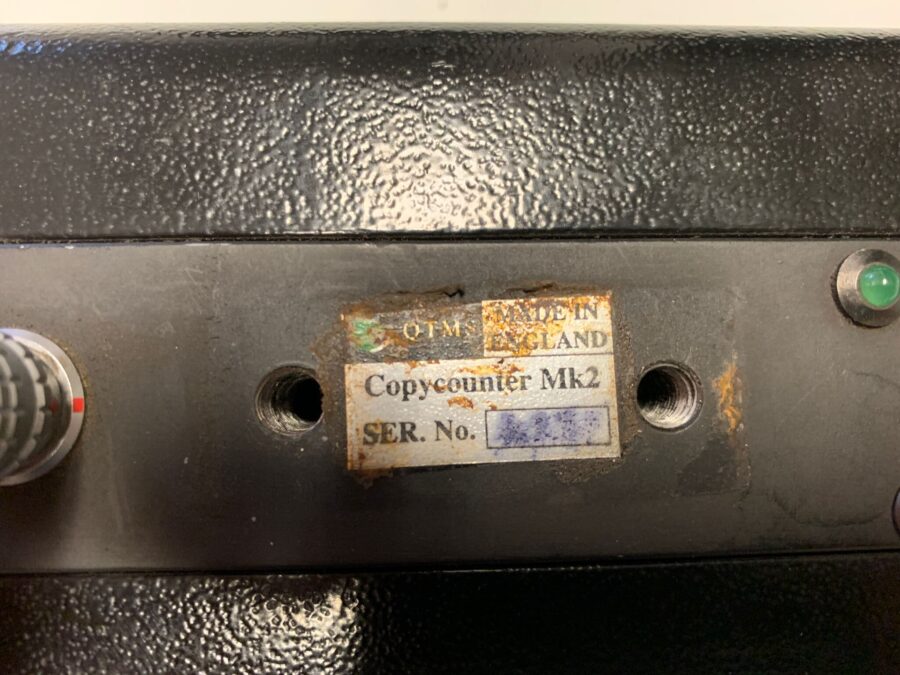 QTMS
MADE IN
ENGLAND
Copycounter Mk2
SER. No.